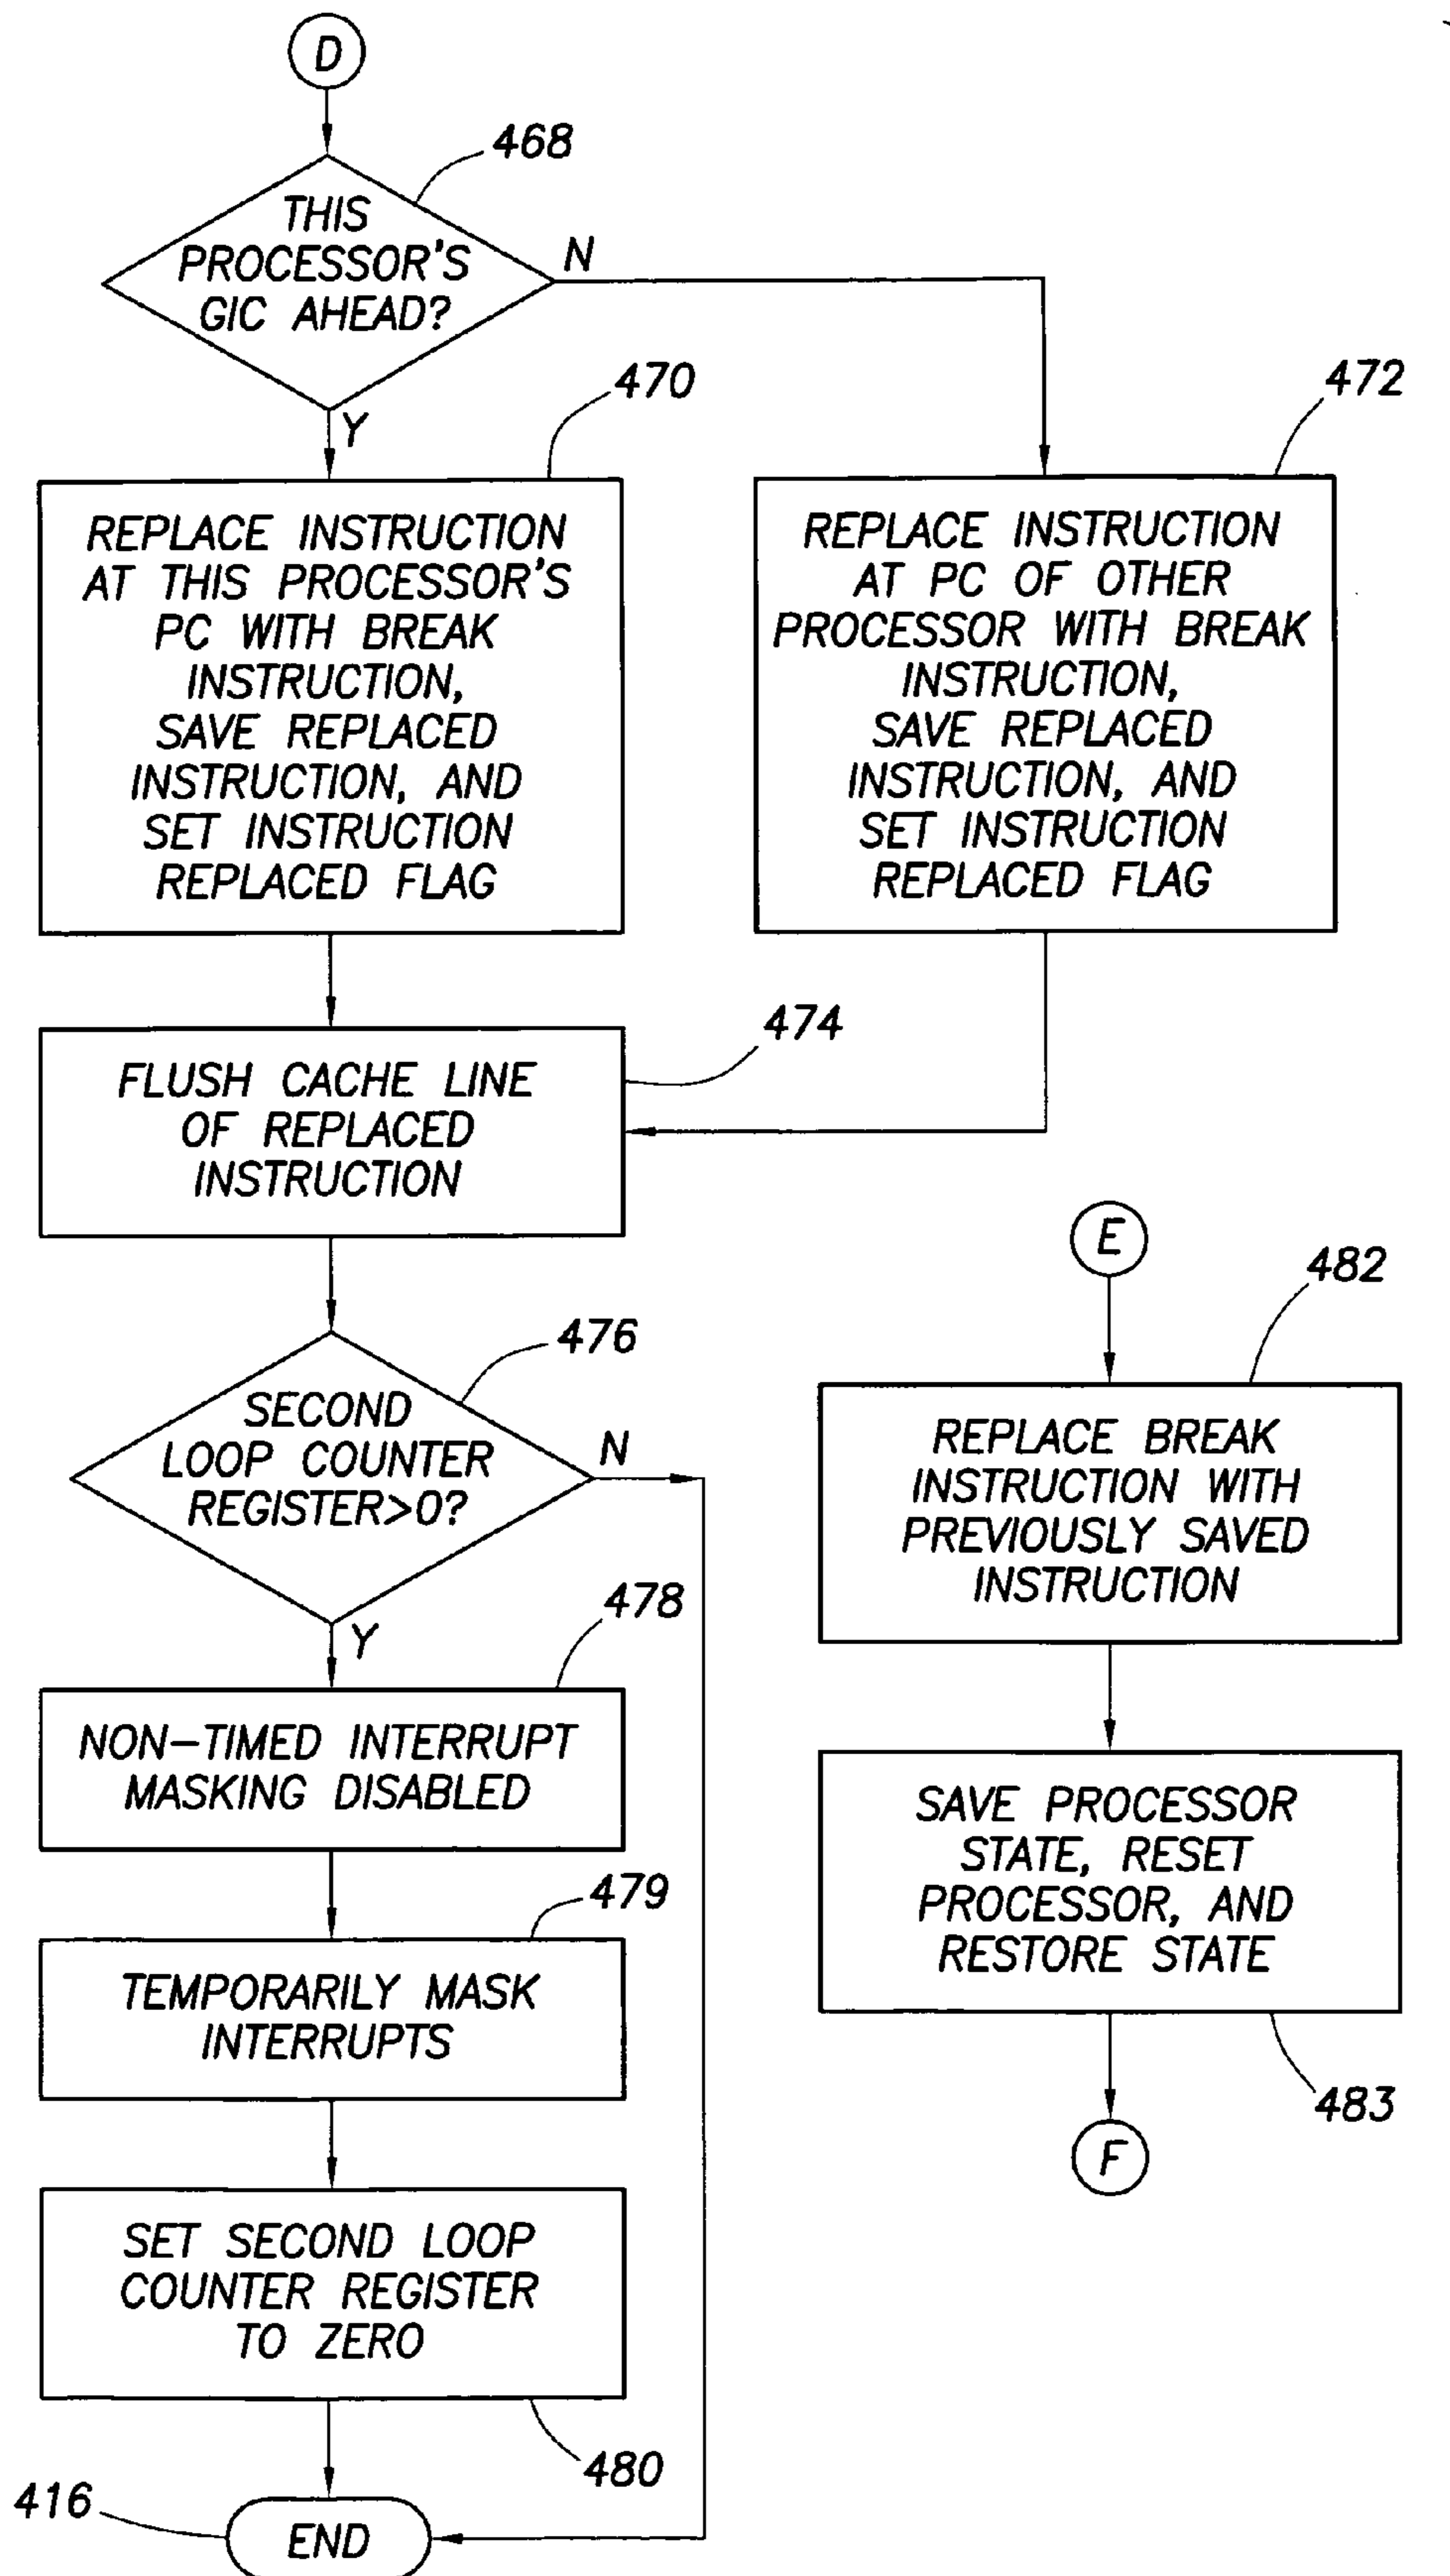 D
468
THIS
PROCESSOR'S
GIC AHEAD?
N
Y
470
REPLACE INSTRUCTION
AT THIS PROCESSOR'S
PC WITH BREAK
INSTRUCTION,
SAVE REPLACED
INSTRUCTION, AND
SET INSTRUCTION
REPLACED FLAG
472
REPLACE INSTRUCTION
AT PC OF OTHER
PROCESSOR WITH BREAK
INSTRUCTION,
SAVE REPLACED
INSTRUCTION, AND
SET INSTRUCTION
REPLACED FLAG
474
FLUSH CACHE LINE
OF REPLACED
INSTRUCTION
476
SECOND
LOOP COUNTER
REGISTER>0?
N
Y
478
NON-TIMED INTERRUPT
MASKING DISABLED
479
TEMPORARILY MASK
INTERRUPTS
SET SECOND LOOP
COUNTER REGISTER
TO ZERO
480
416
END
E
482
REPLACE BREAK
INSTRUCTION WITH
PREVIOUSLY SAVED
INSTRUCTION
SAVE PROCESSOR
STATE, RESET
PROCESSOR, AND
RESTORE STATE
483
F